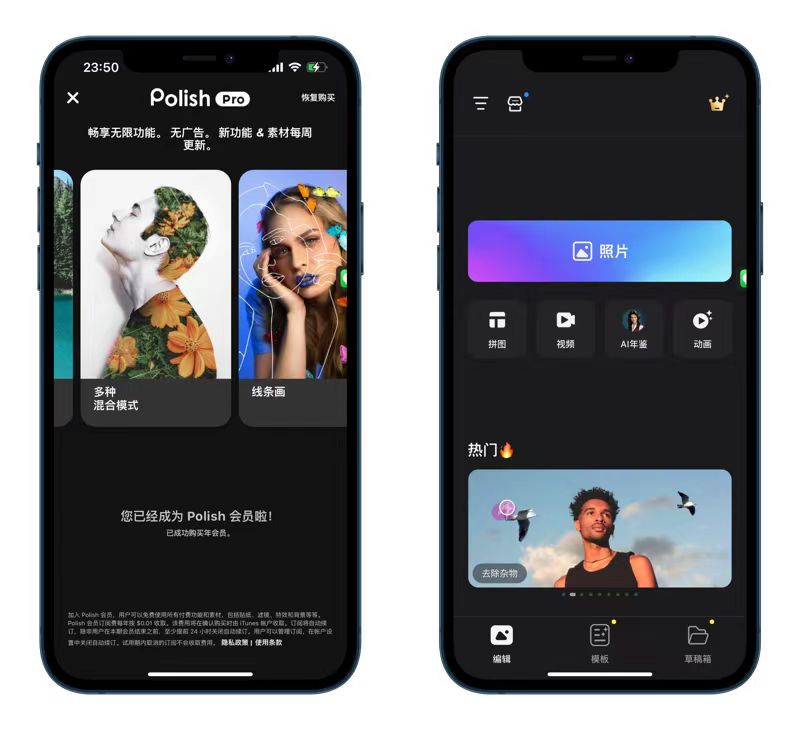 23:50
Polish Pro
恢复购买
畅享无限功能。无广告。新功能 & 素材每周
更新。
多种
混合模式
线条画
您已经成为 Polish 会员啦！
已成功购买年会员。
加入 Polish 会员，用户可以免费使用所有付费功能和素材，包括贴纸、滤镜、特效和背景等等。
Polish 会员订阅费每年按 $0.01 收取。该费用将在确认购买时由 iTunes 帐户收取。订阅将自动续
订，除非用户在本期会员结束之前，至少提前 24 小时关闭自动续订。用户可以管理订阅，在帐户设
置中关闭自动续订。试用期内取消的订阅不会收取费用。 隐私政策 | 使用条款
照片
拼图
视频
AI年鉴
动画
热门🔥
去除杂物
编辑
模板
草稿箱